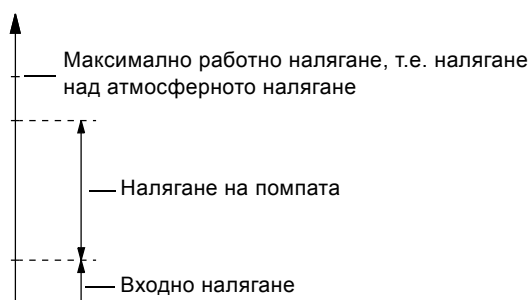 Максимално работно налягане, т.е. налягане
над атмосферното налягане
Налягане на помпата
Входно налягане